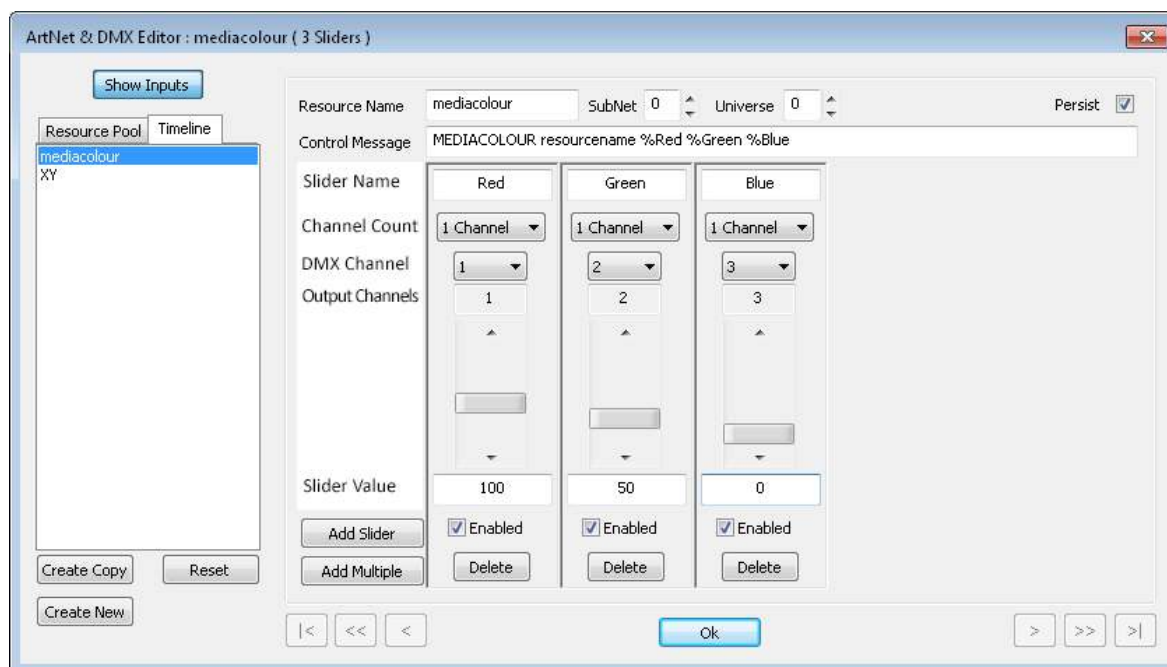 ArtNet & DMX Editor : mediacolour ( 3 Sliders )
Show Inputs
Resource Pool Timeline
mediacolour
XY
Create Copy Reset
Create New
Resource Name mediacolour SubNet 0 Universe 0 Persist
Control Message MEDIACOLOUR resourcename %Red %Green %Blue
Slider Name Red Green Blue
Channel Count 1 Channel 1 Channel 1 Channel
DMX Channel 1 2 3
Output Channels 1 2 3
Slider Value 100 50 0
Add Slider Enabled Enabled Enabled
Add Multiple Delete Delete Delete
|< << < Ok > >> >|